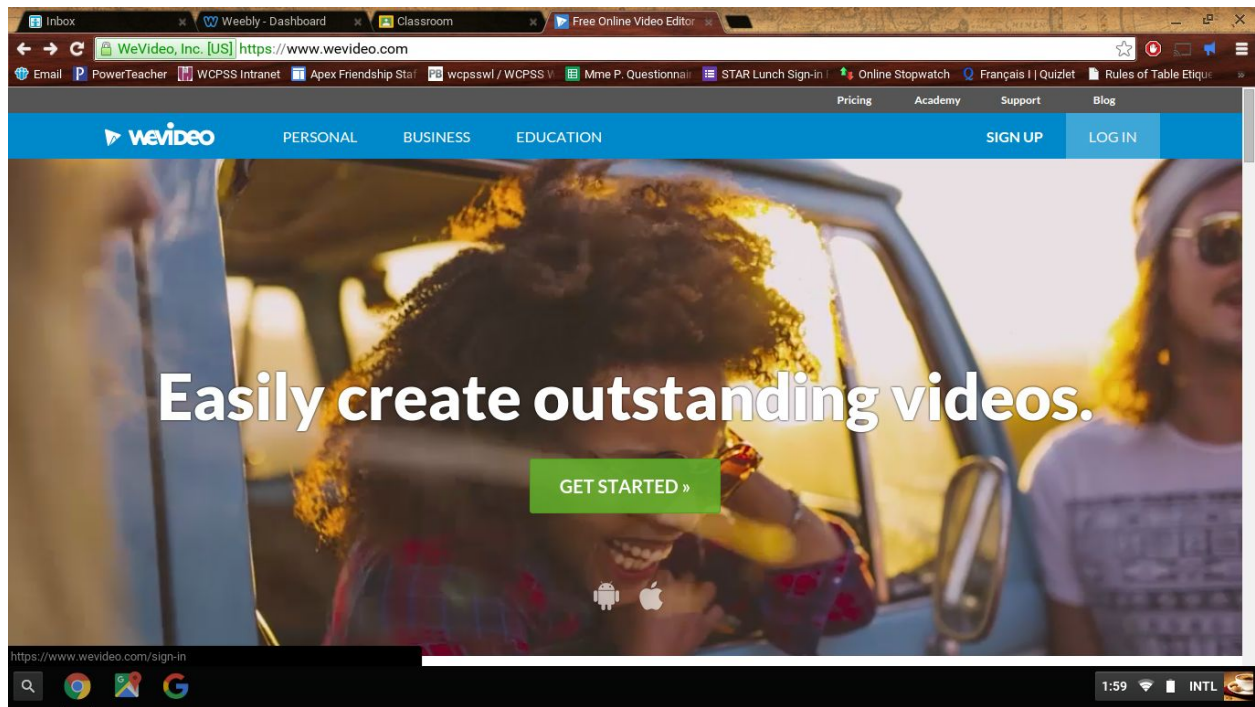 Inbox Weebly - Dashboard Classroom Free Online Video Editor
WeVideo, Inc. [US] https://www.wevideo.com
Email PowerTeacher WCPSS Intranet Apex Friendship Staf PB wcpsswl / WCPSS Mme P. Questionnai STAR Lunch Sign-in Online Stopwatch Français I | Quizlet Rules of Table Etique »
Pricing Academy Support Blog
WEVIDEO PERSONAL BUSINESS EDUCATION SIGN UP LOG IN
Easily create outstanding videos.
GET STARTED »
https://www.wevideo.com/sign-in
1:59 INTL